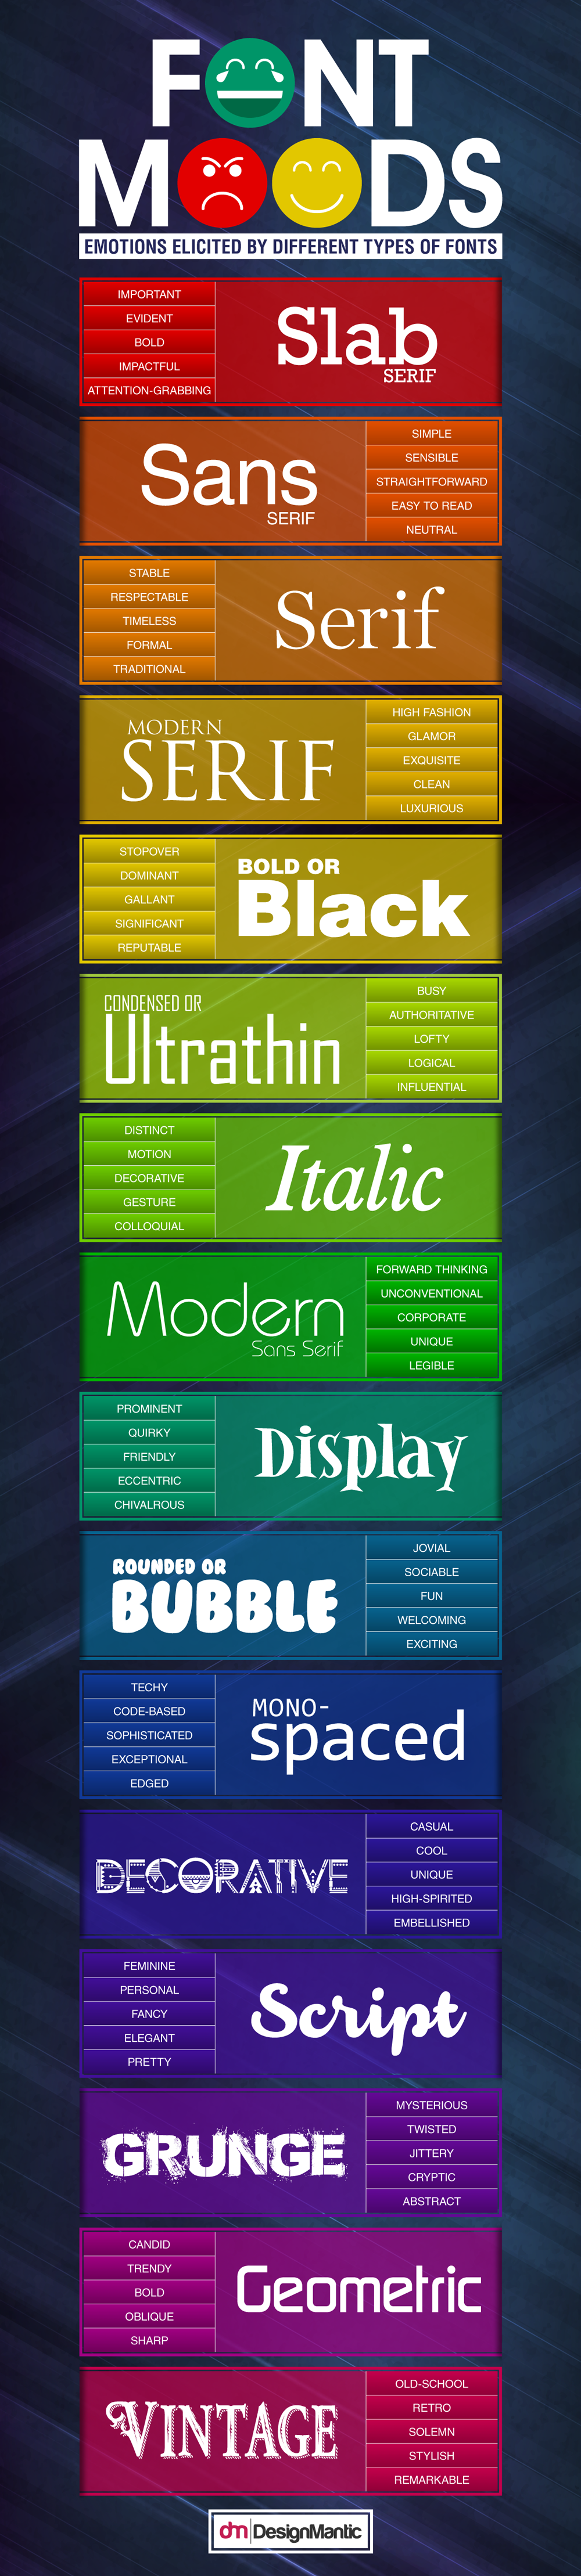 FONT
MOODS
EMOTIONS ELICITED BY DIFFERENT TYPES OF FONTS
IMPORTANT
EVIDENT
BOLD
IMPACTFUL
ATTENTION-GRABBING
Slab
SERIF
Sans
SERIF
SIMPLE
SENSIBLE
STRAIGHTFORWARD
EASY TO READ
NEUTRAL
STABLE
RESPECTABLE
TIMELESS
FORMAL
TRADITIONAL
Serif
MODERN
SERIF
HIGH FASHION
GLAMOR
EXQUISITE
CLEAN
LUXURIOUS
STOPOVER
DOMINANT
GALLANT
SIGNIFICANT
REPUTABLE
BOLD OR
Black
CONDENSED OR
Ultrathin
BUSY
AUTHORITATIVE
LOFTY
LOGICAL
INFLUENTIAL
DISTINCT
MOTION
DECORATIVE
GESTURE
COLLOQUIAL
Italic
Modern
Sans Serif
FORWARD THINKING
UNCONVENTIONAL
CORPORATE
UNIQUE
LEGIBLE
PROMINENT
QUIRKY
FRIENDLY
ECCENTRIC
CHIVALROUS
Display
ROUNDED OR
BUBBLE
JOVIAL
SOCIABLE
FUN
WELCOMING
EXCITING
TECHY
CODE-BASED
SOPHISTICATED
EXCEPTIONAL
EDGED
MONO-
spaced
DECORATIVE
CASUAL
COOL
UNIQUE
HIGH-SPIRITED
EMBELLISHED
FEMININE
PERSONAL
FANCY
ELEGANT
PRETTY
Script
GRUNGE
MYSTERIOUS
TWISTED
JITTERY
CRYPTIC
ABSTRACT
CANDID
TRENDY
BOLD
OBLIQUE
SHARP
Geometric
VINTAGE
OLD-SCHOOL
RETRO
SOLEMN
STYLISH
REMARKABLE
dm DesignMantic